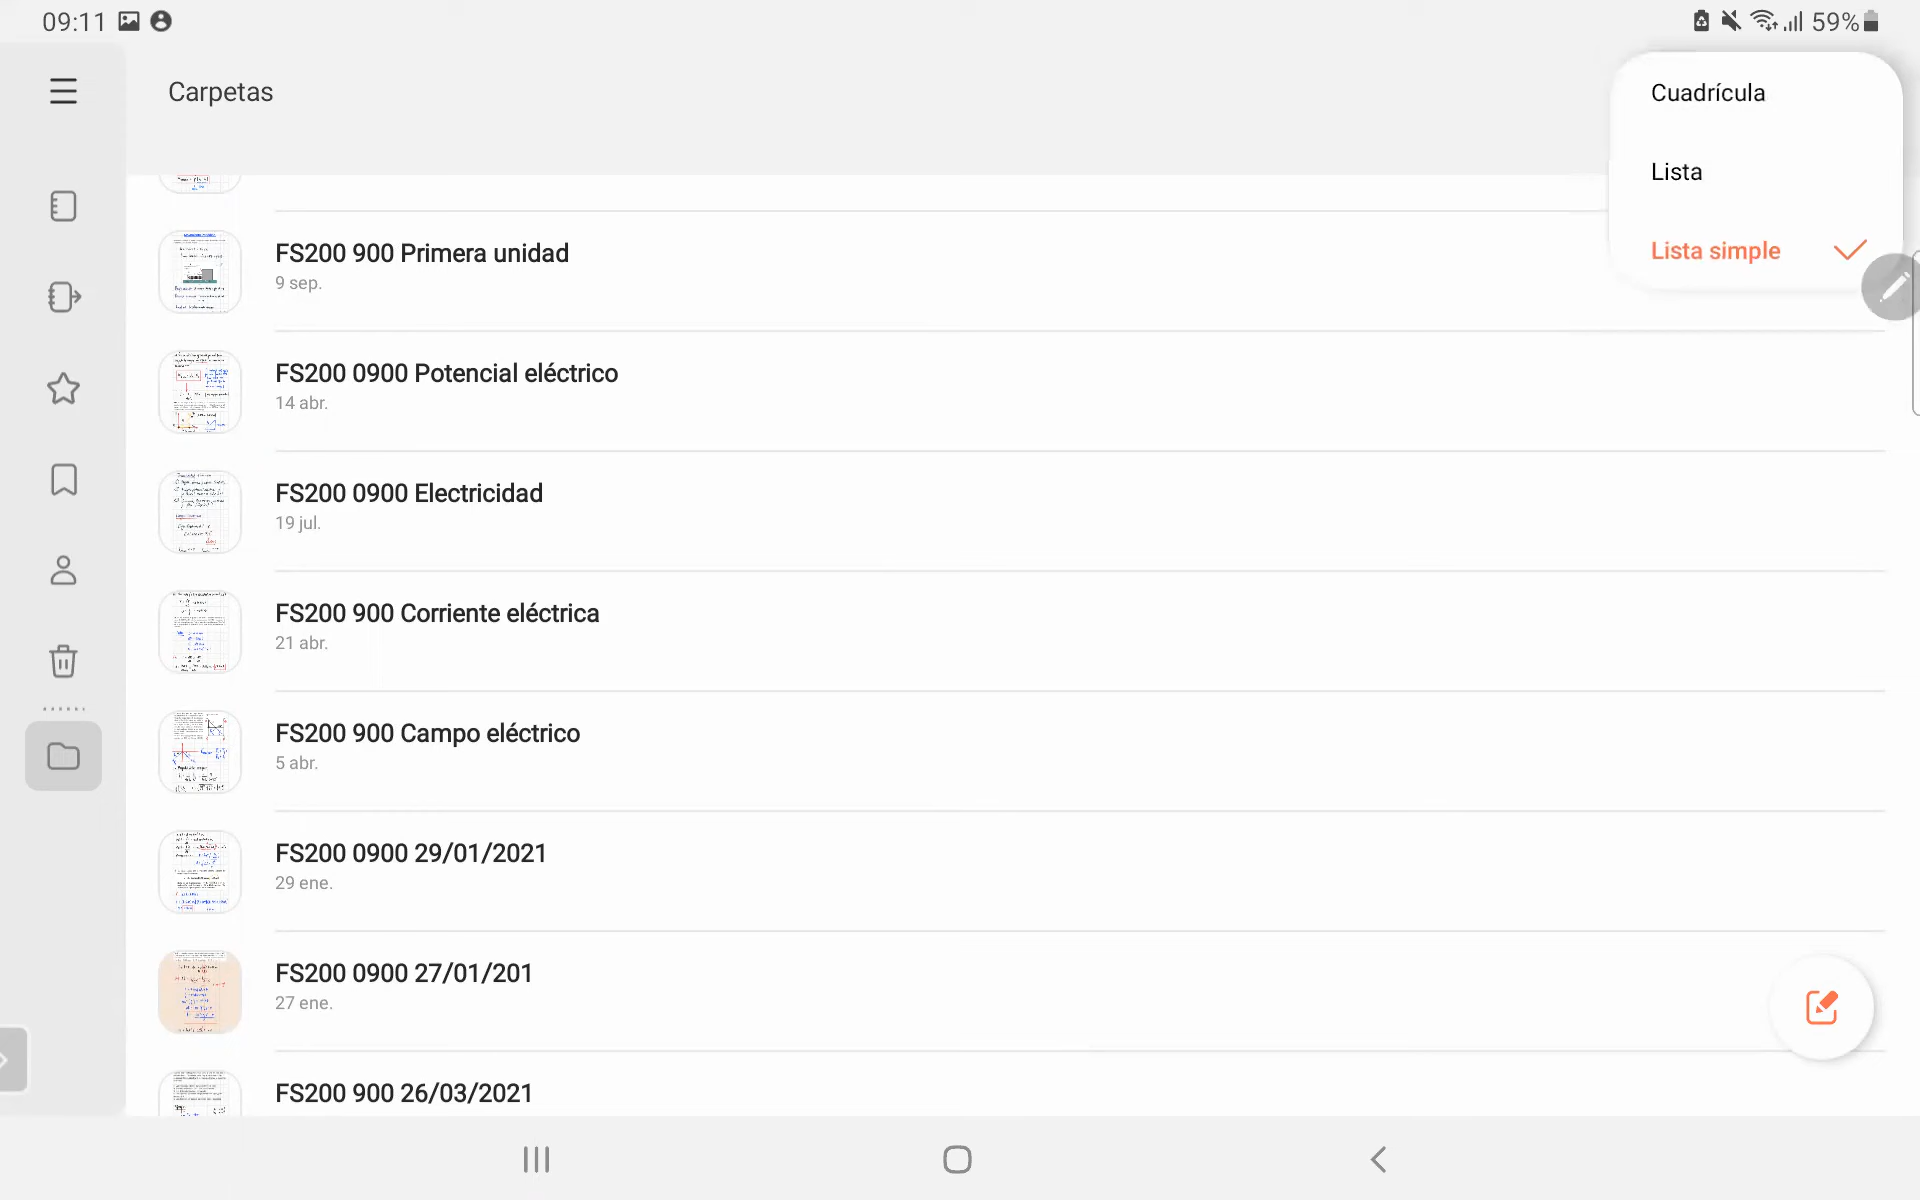 09:11
59%
Carpetas
Cuadrícula
Lista
Lista simple
FS200 900 Primera unidad
9 sep.
FS200 0900 Potencial eléctrico
14 abr.
FS200 0900 Electricidad
19 jul.
FS200 900 Corriente eléctrica
21 abr.
FS200 900 Campo eléctrico
5 abr.
FS200 0900 29/01/2021
29 ene.
FS200 0900 27/01/201
27 ene.
FS200 900 26/03/2021